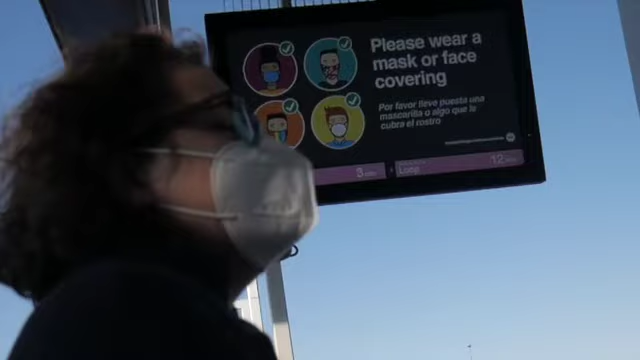 Please wear a
mask or face
covering
Por favor lleve puesta una
mascarilla o algo que le
cubra el rostro
3
Loop
12